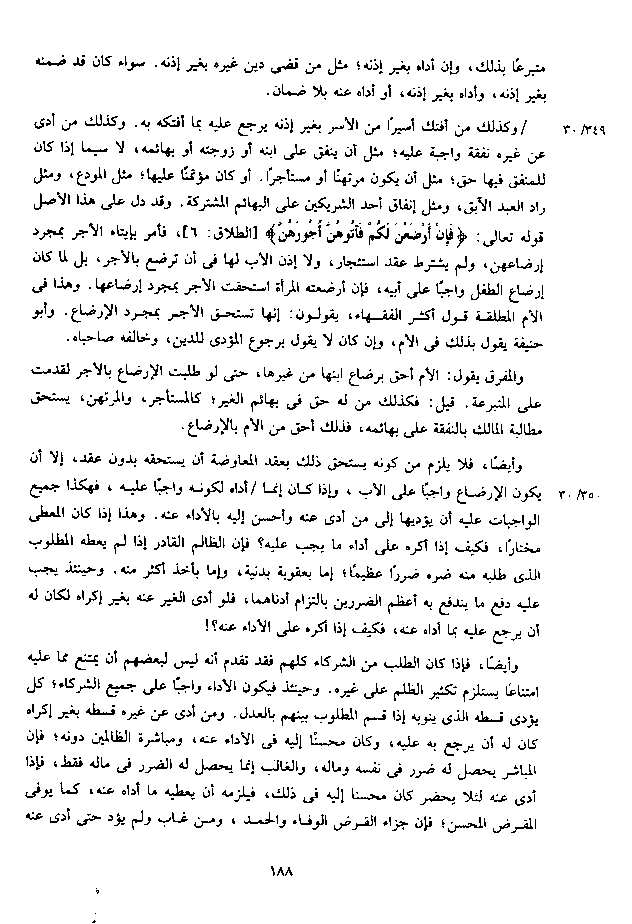 متبرعًا بذلك، وإن أداه بغير إذنه؛ مثل من قضى دين غيره بغير إذنه. سواء كان قد ضمنه
بغير إذنه، وأداه بغير إذنه، أو أداه عنه بلا ضمان.
٣٠/٣٤٩ / وكذلك من أفتك أسيرًا من الأسر بغير إذنه يرجع عليه بما أفتكه به. وكذلك من أدى
عن غيره نفقة واجبة عليه؛ مثل أن ينفق على ابنه أو زوجته أو بهائمه، لا سيما إذا كان
للمنفق فيها حق؛ مثل أن يكون مرتهنًا أو مستأجرًا. أو كان مؤتمنًا عليها؛ مثل المودع، ومثل
راد العبد الآبق، ومثل إنفاق أحد الشريكين على البهائم المشتركة. وقد دل على هذا الأصل
قوله تعالى: ﴿فَإِنْ أَرْضَعْنَ لَكُمْ فَآتُوهُنَّ أُجُورَهُنَّ﴾ [الطلاق: ٦]، فأمر بإيتاء الأجر بمجرد
إرضاعهن، ولم يشترط عقد استئجار، ولا إذن الأب لها فى أن ترضع بالأجر، بل لما كان
إرضاع الطفل واجبًا على أبيه، فإن أرضعته المرأة استحقت الأجر بمجرد إرضاعها. وهذا فى
الأم المطلقة قول أكثر الفقهاء، يقولون: إنها تستحق الأجر بمجرد الإرضاع. وأبو
حنيفة يقول بذلك فى الأم، وإن كان لا يقول برجوع المؤدى للدين، وخالفه صاحباه.
والمفرق يقول: الأم أحق برضاع ابنها من غيرها، حتى لو طلبت الإرضاع بالأجر لقدمت
على المتبرعة. قيل: فكذلك من له حق فى بهائم الغير؛ كالمستأجر، والمرتهن، يستحق
مطالبة المالك بالنفقة على بهائمه، فذلك أحق من الأم بالإرضاع.
وأيضًا، فلا يلزم من كونه يستحق ذلك بعقد المعاوضة أن يستحقه بدون عقد، إلا أن
٣٠/٣٥٠ يكون الإرضاع واجبًا على الأب، وإذا كان إنما / أداه لكونه واجبًا عليه، فهكذا جميع
الواجبات عليه أن يؤديها إلى من أدى عنه وأحسن إليه بالأداء عنه. وهذا إذا كان المعطى
مختارًا، فكيف إذا أكره على أداء ما يجب عليه؟ فإن الظالم القادر إذا لم يعطه المطلوب
الذى طلبه منه ضره ضررًا عظيمًا؛ إما بعقوبة بدنية، وإما بأخذ أكثر منه. وحينئذ يجب
عليه دفع ما يندفع به أعظم الضررين بالتزام أدناهما، فلو أدى الغير عنه بغير إكراه لكان له
أن يرجع عليه بما أداه عنه، فكيف إذا أكره على الأداء عنه؟!
وأيضًا، فإذا كان الطلب من الشركاء كلهم فقد تقدم أنه ليس لبعضهم أن يمتنع مما عليه
امتناعًا يستلزم تكثير الظلم على غيره. وحينئذ فيكون الأداء واجبًا على جميع الشركاء؛ كل
يؤدى قسطه الذى ينوبه إذا قسم المطلوب بينهم بالعدل. ومن أدى عن غيره قسطه بغير إكراه
كان له أن يرجع به عليه، وكان محسنًا إليه فى الأداء عنه، ومباشرة الظالمين دونه؛ فإن
المباشر يحصل له ضرر فى نفسه وماله، والغائب إنما يحصل له الضرر فى ماله فقط، فإذا
أدى عنه لئلا يحضر كان محسنا إليه فى ذلك، فيلزمه أن يعطيه ما أداه عنه، كما يوفى
المقرض المحسن؛ فإن جزاء القرض الوفاء والحمد، ومن غاب ولم يؤد حتى أدى عنه
١٨٨